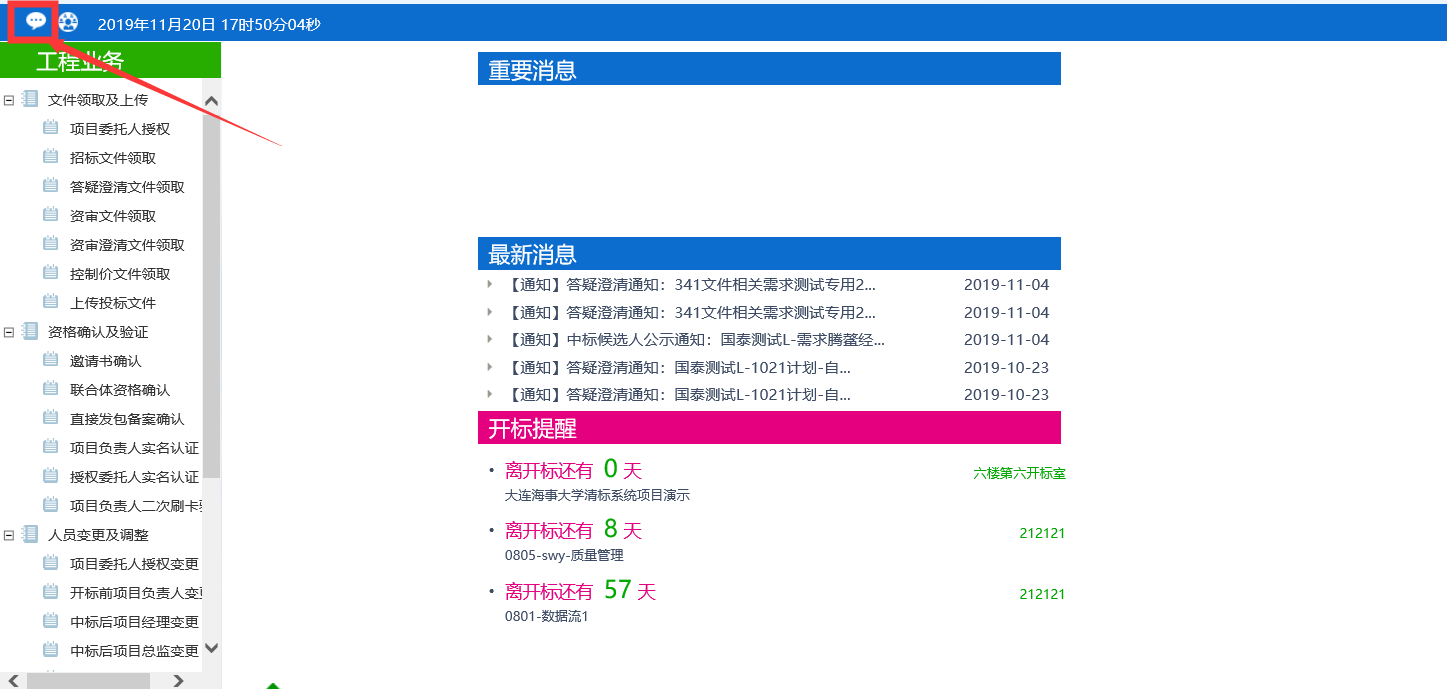 2019年11月20日 17时50分04秒
工程业务
文件领取及上传
项目委托人授权
招标文件领取
答疑澄清文件领取
资审文件领取
资审澄清文件领取
控制价文件领取
上传投标文件
资格确认及验证
邀请书确认
联合体资格确认
直接发包备案确认
项目负责人实名认证
授权委托人实名认证
项目负责人二次刷卡
人员变更及调整
项目委托人授权变更
开标前项目负责人变
中标后项目经理变更
中标后项目总监变更
重要消息
最新消息
【通知】答疑澄清通知：341文件相关需求测试专用2... 2019-11-04
【通知】答疑澄清通知：341文件相关需求测试专用2... 2019-11-04
【通知】中标候选人公示通知：国泰测试L-需求腾鳌经... 2019-11-04
【通知】答疑澄清通知：国泰测试L-1021计划-自... 2019-10-23
【通知】答疑澄清通知：国泰测试L-1021计划-自... 2019-10-23
开标提醒
离开标还有 0 天 六楼第六开标室
大连海事大学清标系统项目演示
离开标还有 8 天 212121
0805-swy-质量管理
离开标还有 57 天 212121
0801-数据流1